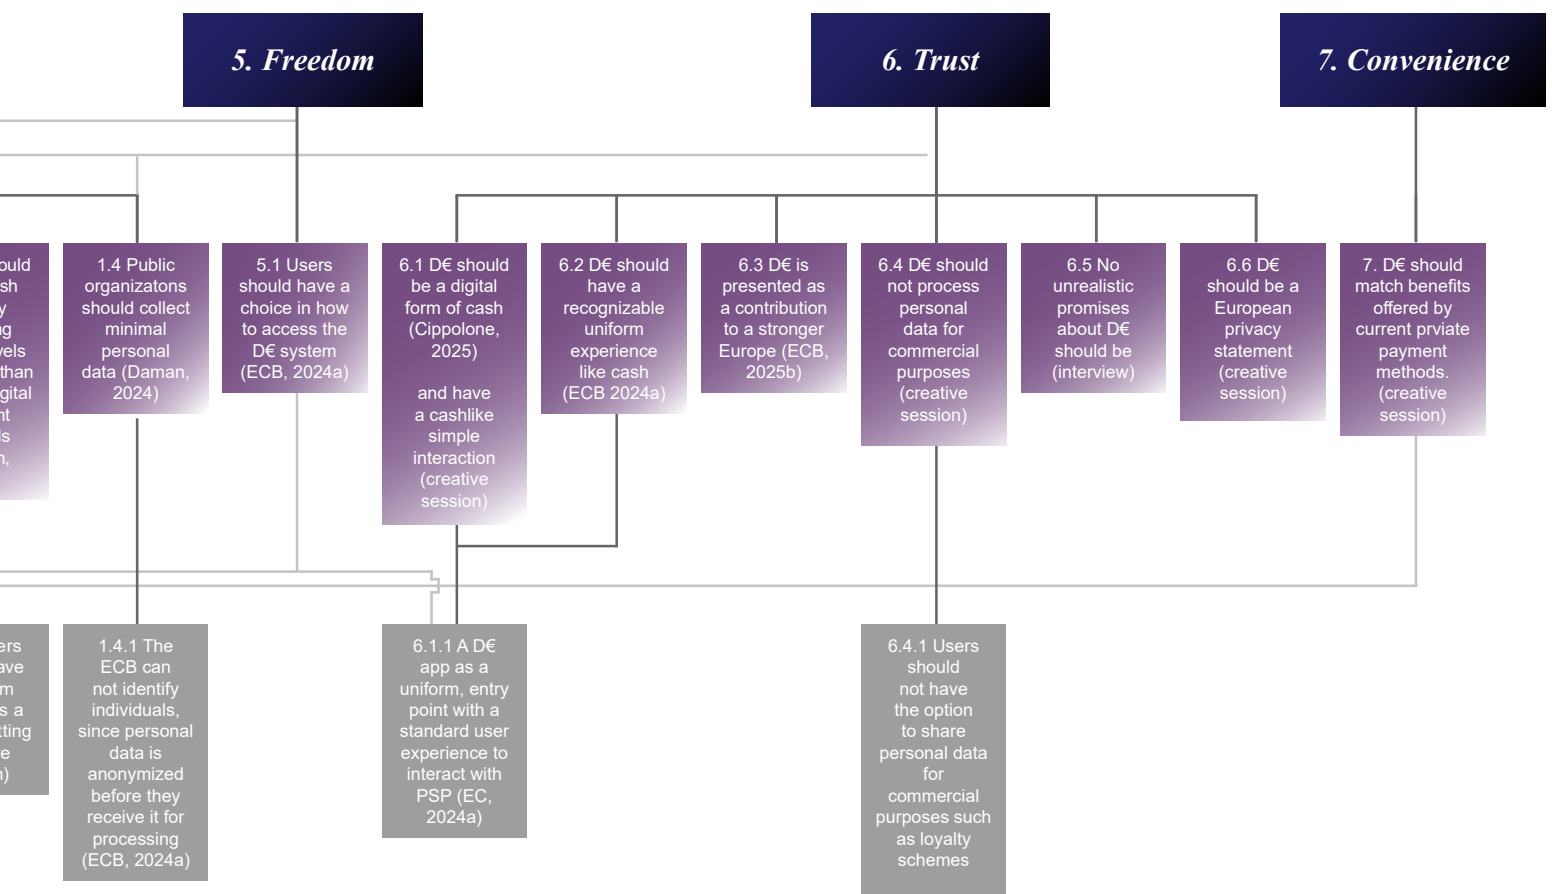 5. Freedom
6. Trust
7. Convenience
than
1.4 Public
organizatons
should collect
minimal
personal
data (Daman,
2024)
5.1 Users
should have a
choice in how
to access the
D€ system
(ECB, 2024a)
6.1 D€ should
be a digital
form of cash
(Cippolone,
2025)
and have
a cashlike
simple
interaction
(creative
session)
6.2 D€ should
have a
recognizable
uniform
experience
like cash
(ECB 2024a)
6.3 D€ is
presented as
a contribution
to a stronger
Europe (ECB,
2025b)
6.4 D€ should
not process
personal
data for
commercial
purposes
(creative
session)
6.5 No
unrealistic
promises
about D€
should be
(interview)
6.6 D€
should be a
European
privacy
statement
(creative
session)
7. D€ should
match benefits
offered by
current prviate
payment
methods.
(creative
session)
1.4.1 The
ECB can
not identify
individuals,
since personal
data is
anonymized
before they
receive it for
processing
(ECB, 2024a)
6.1.1 A D€
app as a
uniform, entry
point with a
standard user
experience to
interact with
PSP (EC,
2024a)
6.4.1 Users
should
not have
the option
to share
personal data
for
commercial
purposes such
as loyalty
schemes